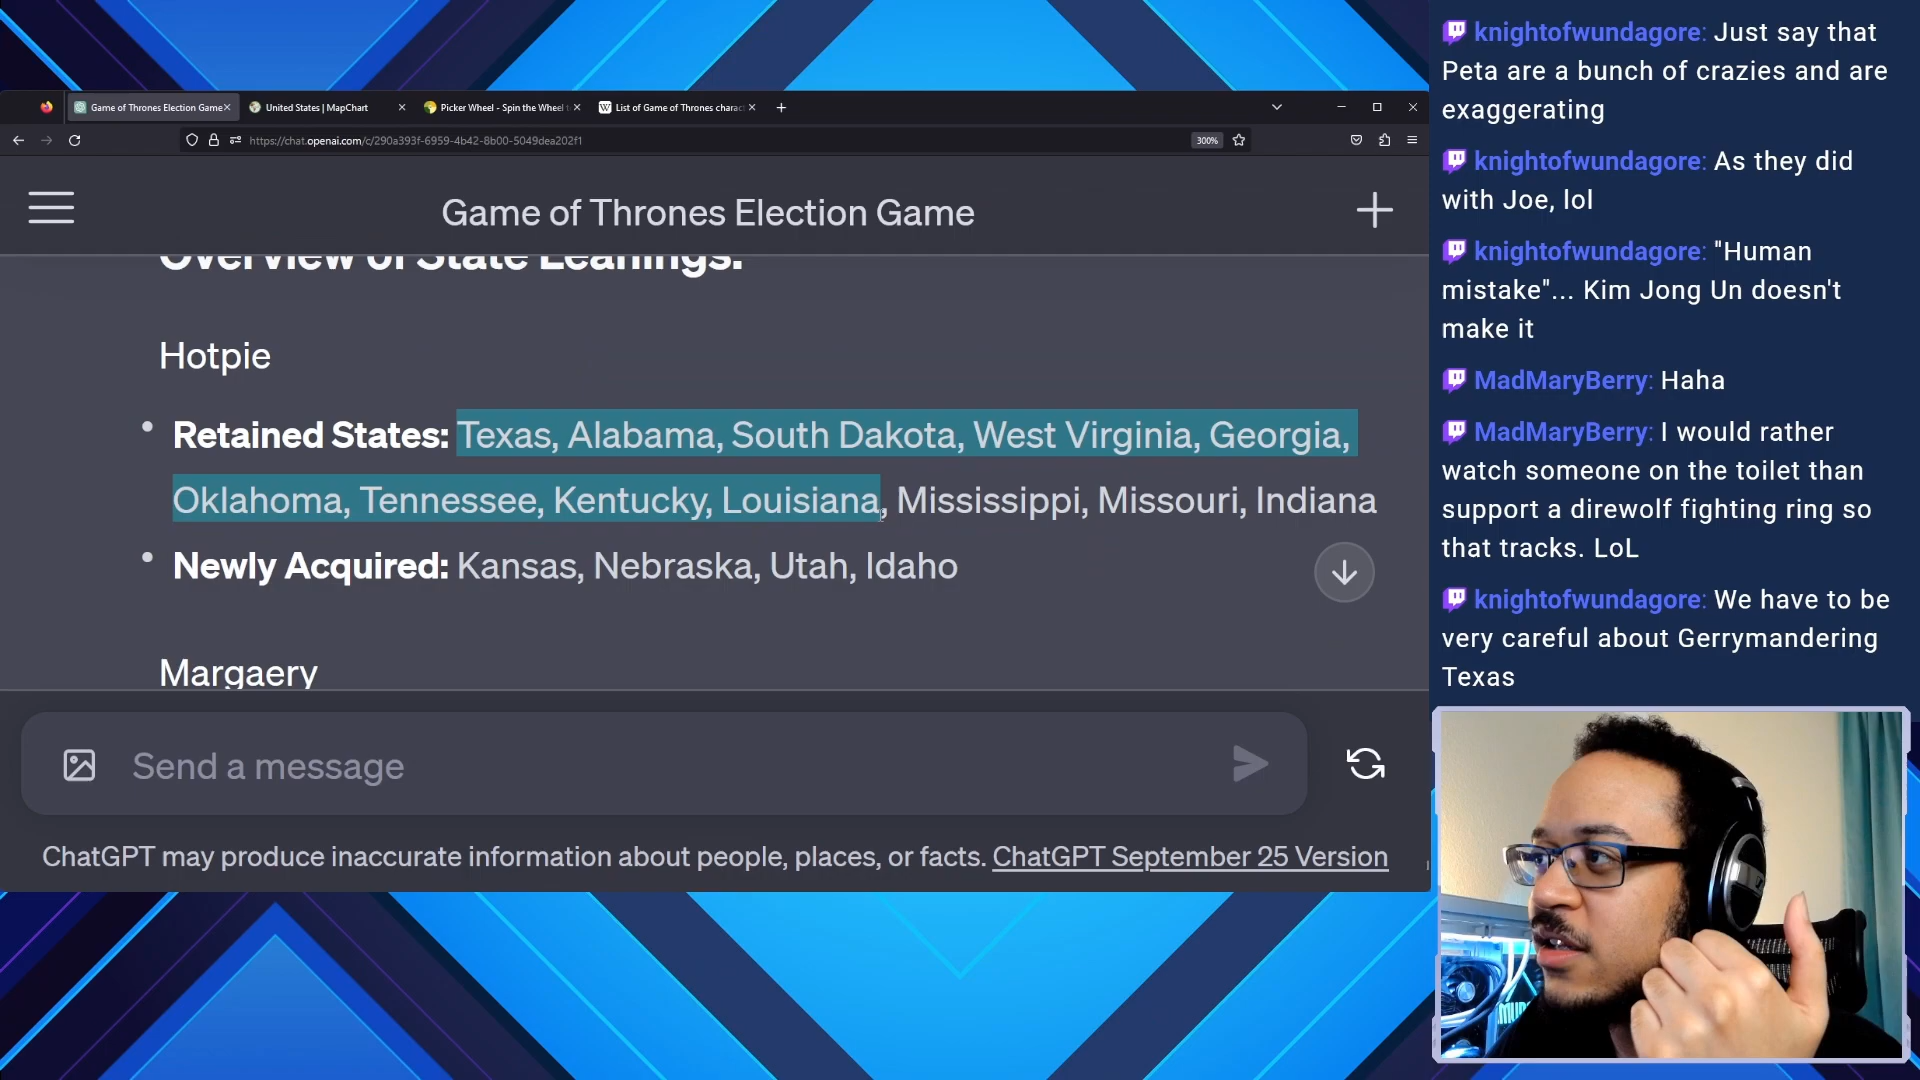 Game of Thrones Election Game
United States | MapChart
Picker Wheel - Spin the Wheel t
List of Game of Thrones charac
https://chat.openai.com/c/290a393f-6959-4b42-8b00-5049dea202f1
300%
Game of Thrones Election Game
Overview of State Leanings:
Hotpie
• Retained States: Texas, Alabama, South Dakota, West Virginia, Georgia,
Oklahoma, Tennessee, Kentucky, Louisiana, Mississippi, Missouri, Indiana
• Newly Acquired: Kansas, Nebraska, Utah, Idaho
Margaery
Send a message
ChatGPT may produce inaccurate information about people, places, or facts. ChatGPT September 25 Version
knightofwundagore: Just say that
Peta are a bunch of crazies and are
exaggerating
knightofwundagore: As they did
with Joe, lol
knightofwundagore: "Human
mistake"... Kim Jong Un doesn't
make it
MadMaryBerry: Haha
MadMaryBerry: I would rather
watch someone on the toilet than
support a direwolf fighting ring so
that tracks. LoL
knightofwundagore: We have to be
very careful about Gerrymandering
Texas